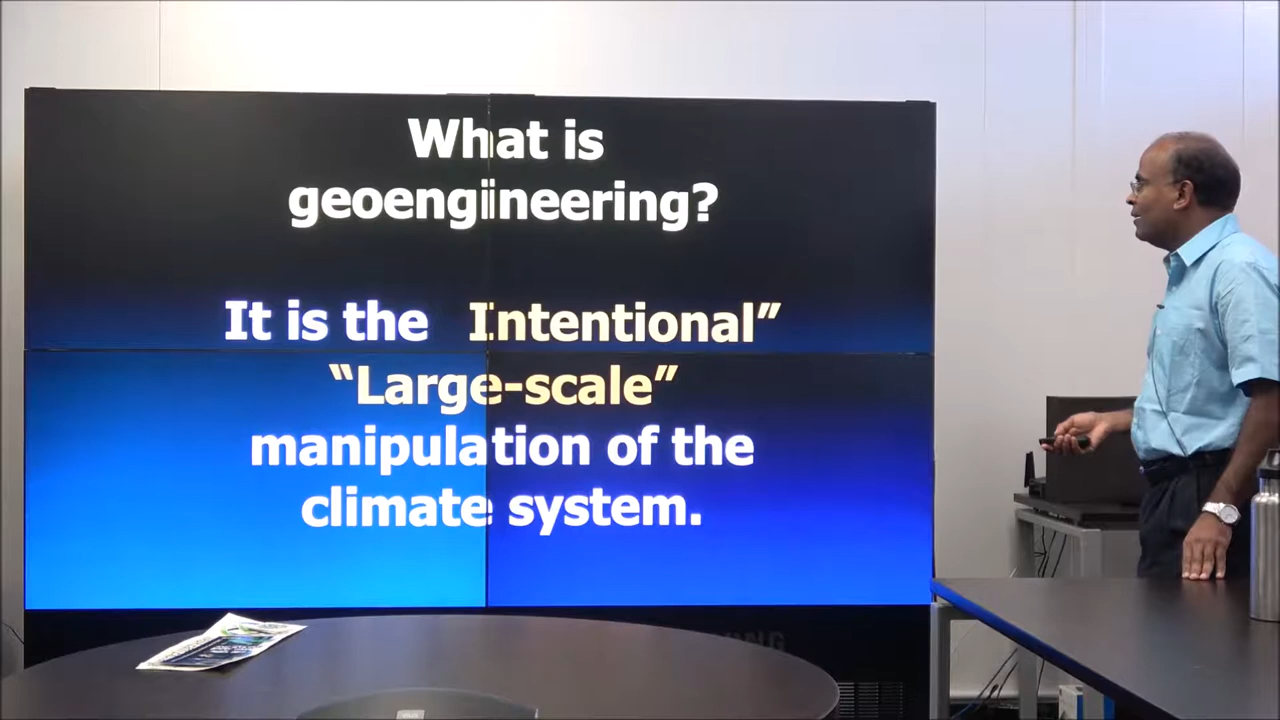 What is
geoengineering?
It is the Intentional”
“Large-scale”
manipulation of the
climate system.